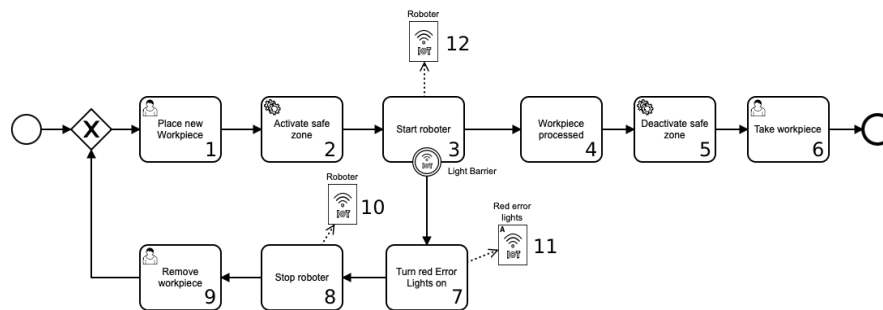 Roboter
IOT
12
Place new
Workpiece
1
Activate safe
zone
2
Start roboter
3
IOT
Light Barrier
Workpiece
processed
4
Deactivate safe
zone
5
Take workpiece
6
Roboter
IOT
10
Red error
lights
A
IOT
11
Remove
workpiece
9
Stop roboter
8
Turn red Error
Lights on
7